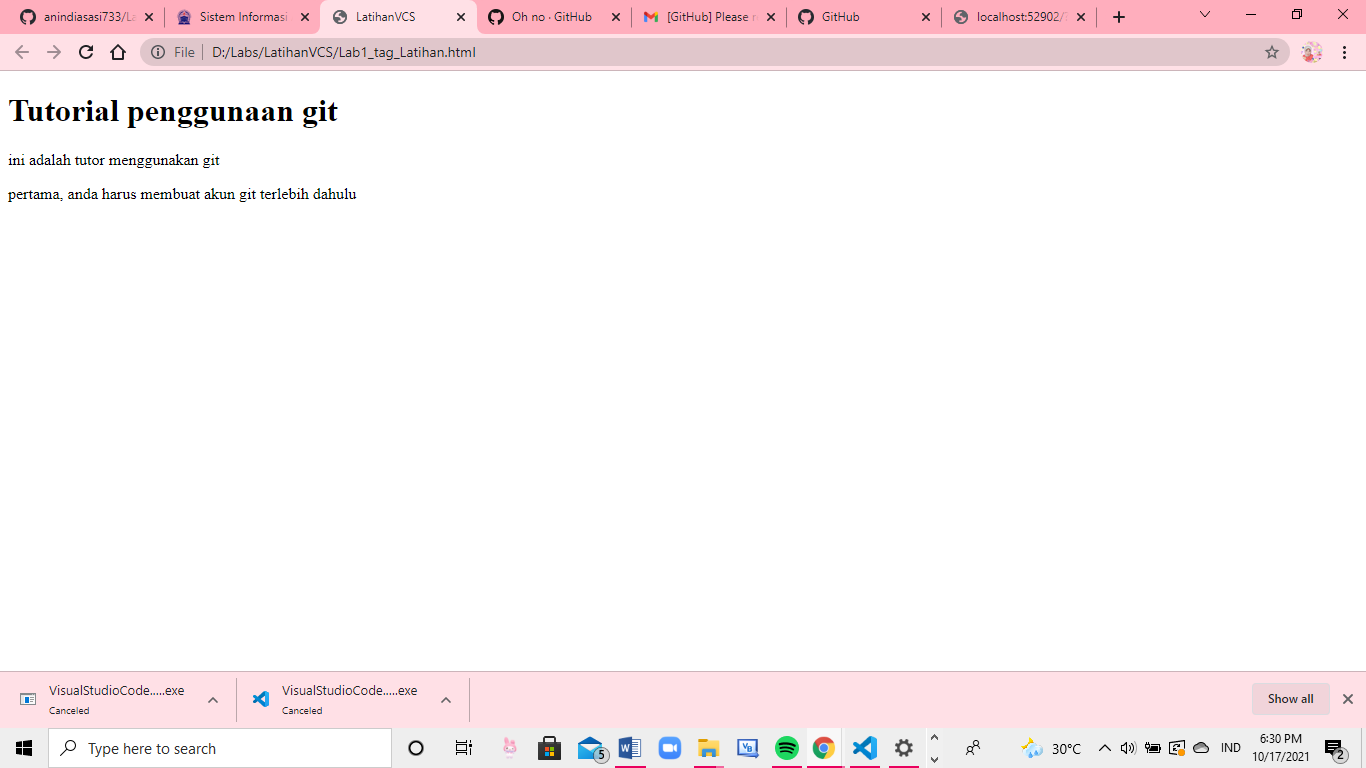 anindiasasi733/La
Sistem Informasi
LatihanVCS
Oh no · GitHub
[GitHub] Please r
GitHub
localhost:52902/
File
D:/Labs/LatihanVCS/Lab1_tag_Latihan.html
Tutorial penggunaan git
ini adalah tutor menggunakan git
pertama, anda harus membuat akun git terlebih dahulu
VisualStudioCode.....exe
Canceled
VisualStudioCode.....exe
Canceled
Show all
Type here to search
5
VB
30°C
IND
6:30 PM
10/17/2021
2